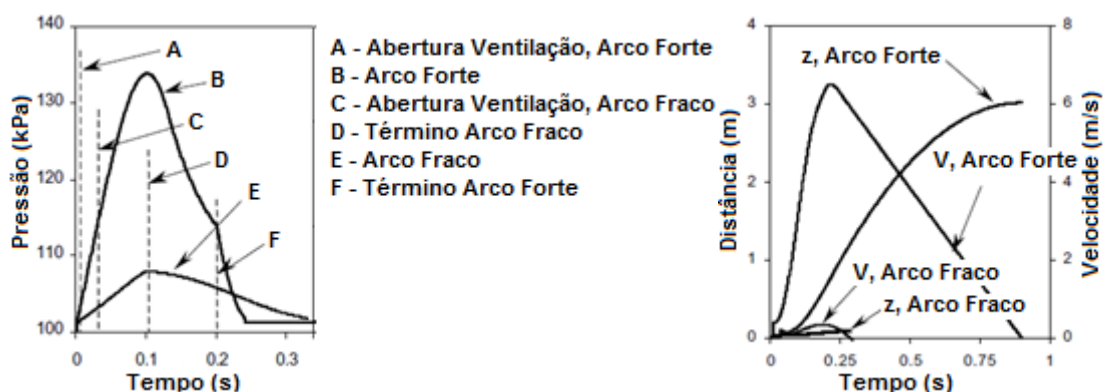 140
130
120
110
100
Pressão (kPa)
0
0.1
0.2
0.3
Tempo (s)
A
B
C
D
E
F
A - Abertura Ventilação, Arco Forte
B - Arco Forte
C - Abertura Ventilação, Arco Fraco
D - Término Arco Fraco
E - Arco Fraco
F - Término Arco Forte
4
3
2
1
0
Distância (m)
8
6
4
2
0
Velocidade (m/s)
z, Arco Forte
V, Arco Forte
V, Arco Fraco
z, Arco Fraco
0
0.25
0.5
0.75
1
Tempo (s)